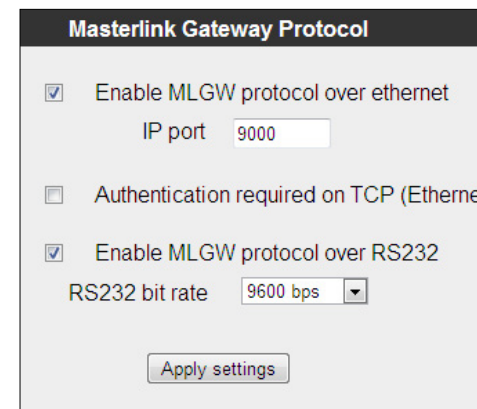 Masterlink Gateway Protocol
Enable MLGW protocol over ethernet
IP port 9000
Authentication required on TCP (Etherne
Enable MLGW protocol over RS232
RS232 bit rate 9600 bps
Apply settings